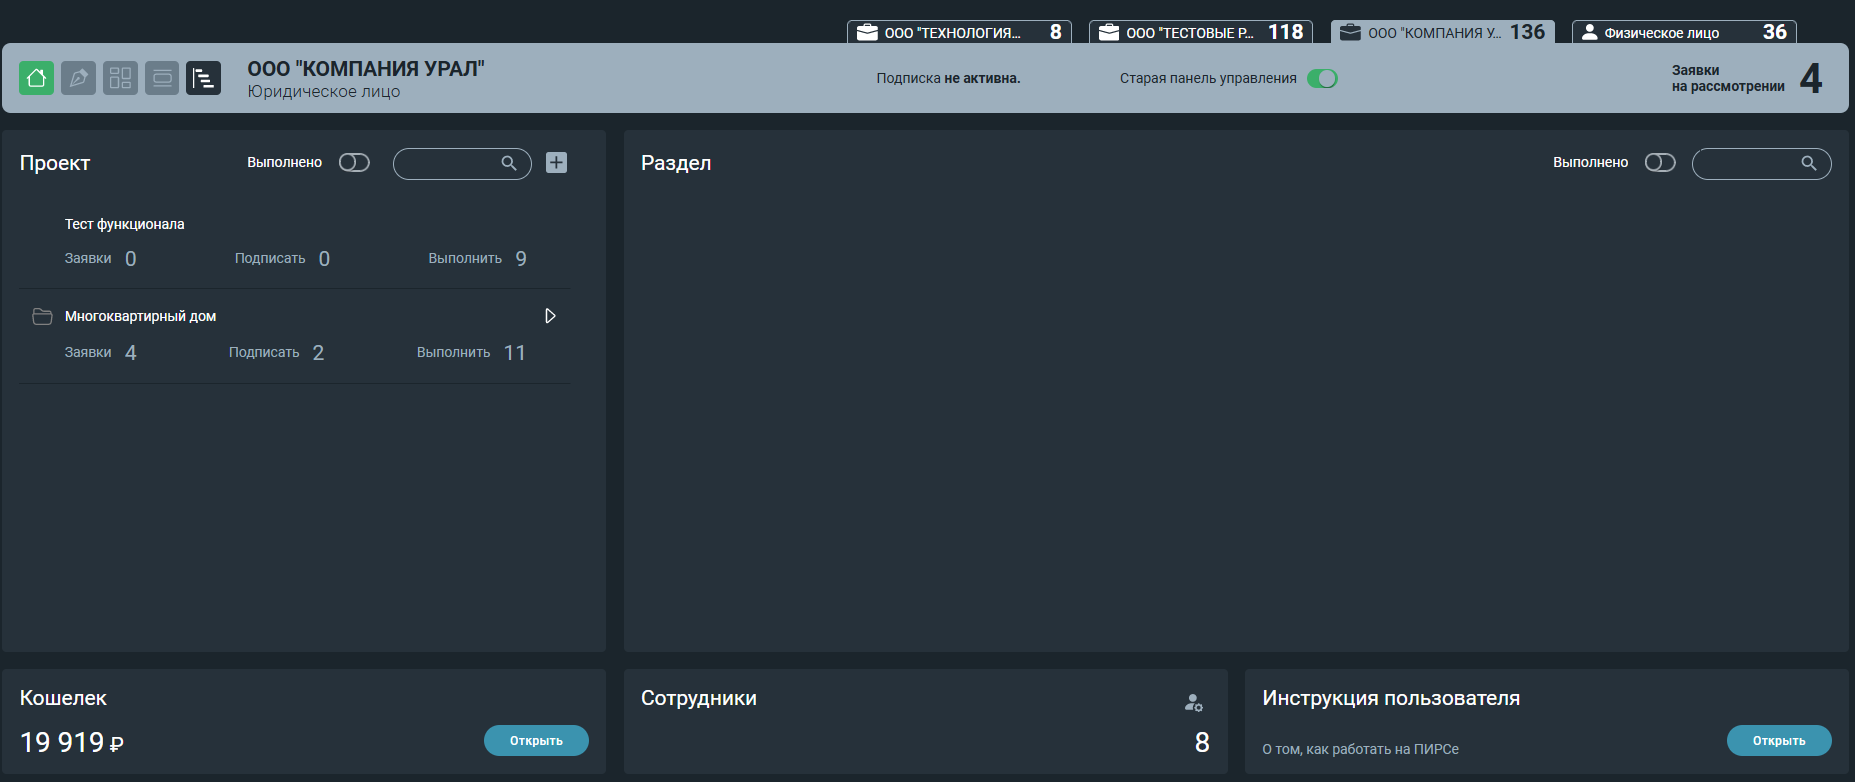 ООО "ТЕХНОЛОГИЯ... 8
ООО "ТЕСТОВЫЕ Р... 118
ООО "КОМПАНИЯ У... 136
Физическое лицо 36
ООО "КОМПАНИЯ УРАЛ"
Юридическое лицо
Подписка не активна.
Старая панель управления
Заявки
на рассмотрении 4
Проект
Выполнено
Тест функционала
Заявки 0 Подписать 0 Выполнить 9
Многоквартирный дом
Заявки 4 Подписать 2 Выполнить 11
Раздел
Выполнено
Кошелек
19 919 ₽
Открыть
Сотрудники
8
Инструкция пользователя
О том, как работать на ПИРСе
Открыть